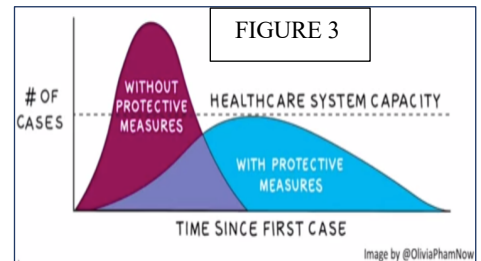 FIGURE 3
# OF
CASES
WITHOUT
PROTECTIVE
MEASURES
HEALTHCARE SYSTEM CAPACITY
WITH PROTECTIVE
MEASURES
TIME SINCE FIRST CASE
Image by @OliviaPhamNow